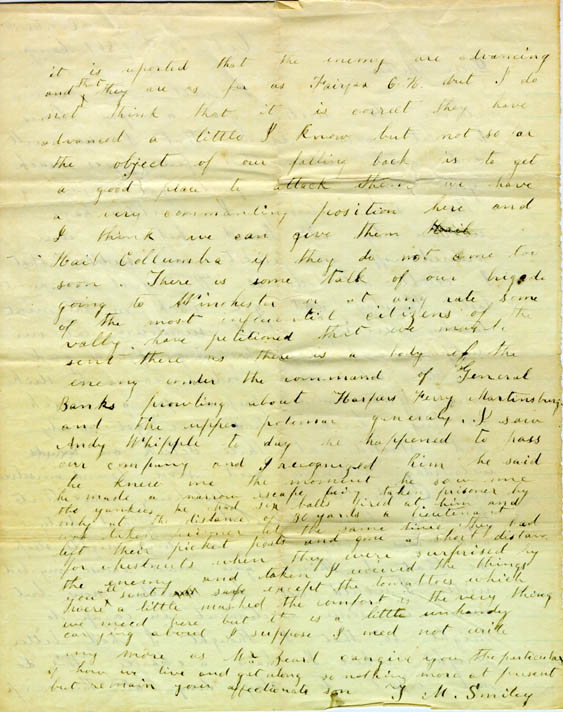 it is reported that the enemy are advancing
and that they are as far as Fairfax C. H. but I do
not think that it is correct they have
advanced a little I know but not so far
the object of our falling back is to get
a good place to attack them we have
a very commanding position here and
I think we can give them Hail
Hail Collumbia if they do not come too
soon. There is some talk of our brigade
going to Winchester or at any rate some
of the most influential citizens of the
vally have petitioned that we might
sent there as there is a body of the
enemy under the command of General
Banks prowling about Harpers Ferry Martinsburg
and the upper potomac generaly. I saw
Andy Whipple to day he happened to pass
our company and I recognized him he said
he knew me the moment he saw me
he made a narrow escape taken prisoner by
the yankees he had six balls fired at him and
only at the distance of 30 yards a lieutenant
was taken prisoner at the same time they had
left their picket posts and gone a short distance
for chestnuts when they were surprised by
the enemy and taken I received the things
you all sent safe except the tomattoes which
were a little mashed the comfort is the very thing
we need here but it is a little unhandy
carrying about I suppose I need not write
any more as Mr Beard can give you the particulars
of how we live and get along so nothing more at present
but remain your affectionate son T. M. Smiley